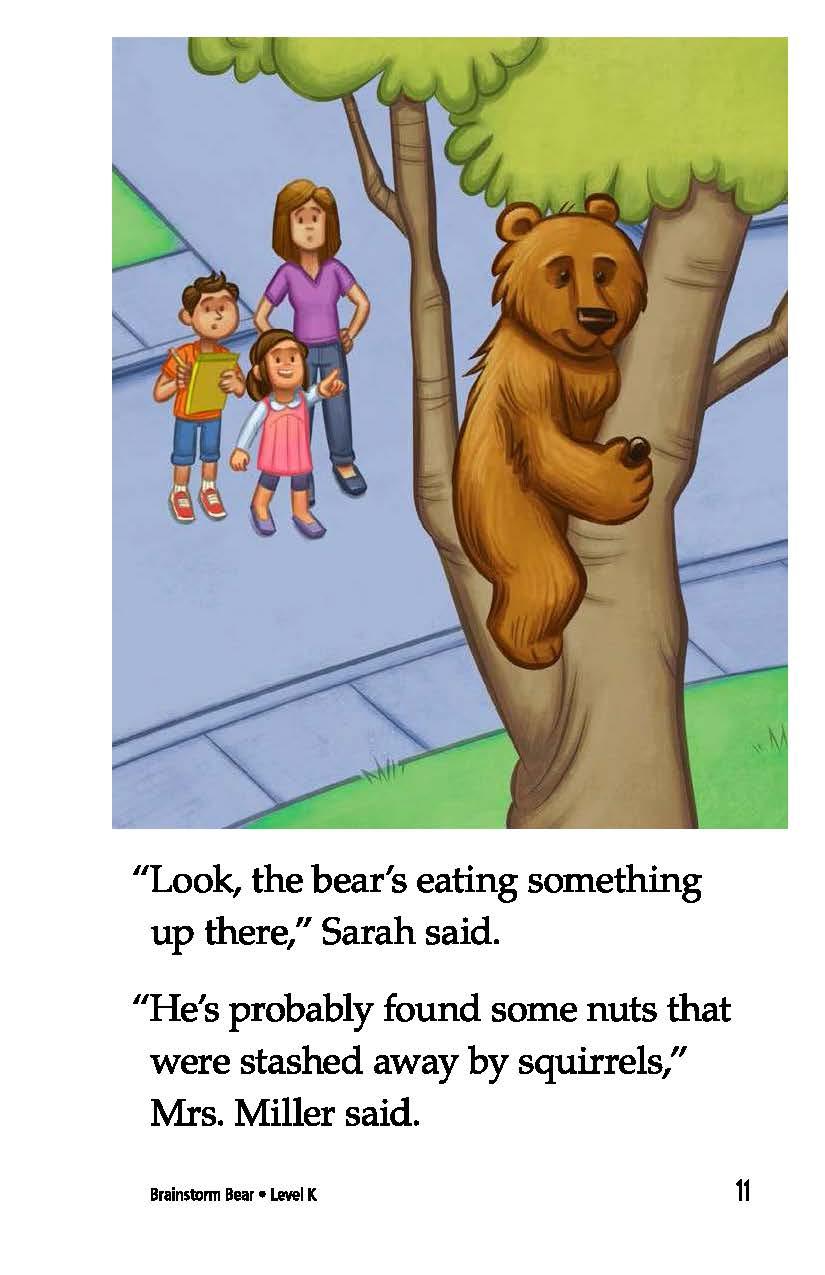 “Look, the bear’s eating something
up there,” Sarah said.
“He’s probably found some nuts that
were stashed away by squirrels,”
Mrs. Miller said.
Brainstorm Bear • Level K
11